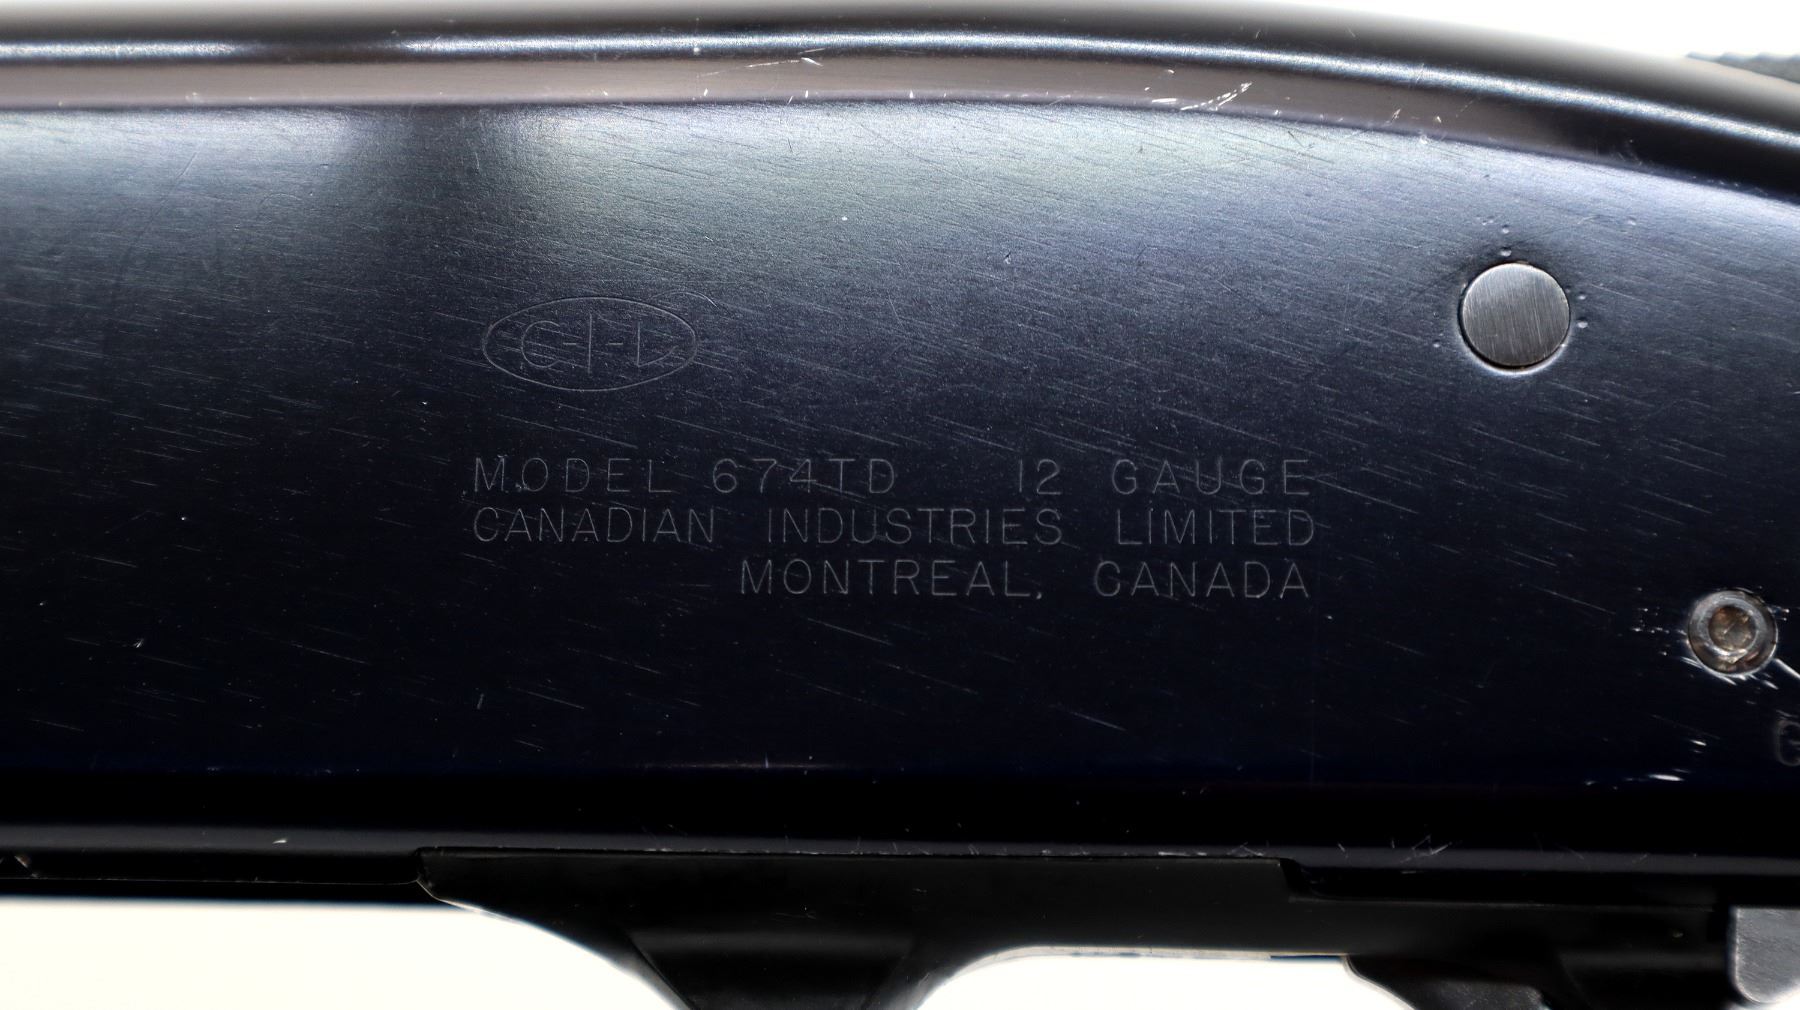 C-I-L
MODEL 674TD 12 GAUGE
CANADIAN INDUSTRIES LIMITED
MONTREAL, CANADA